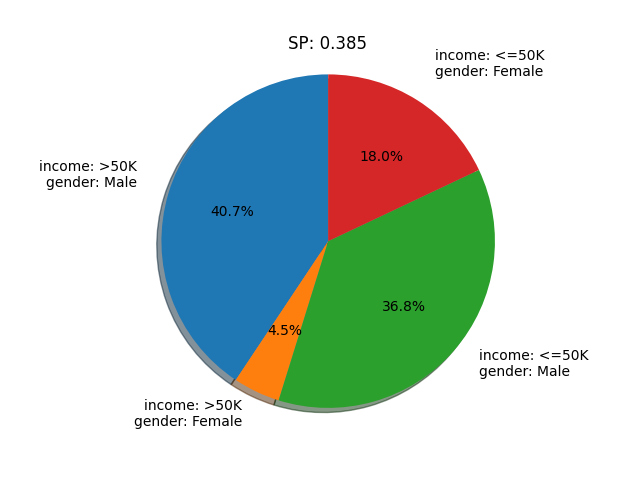 SP: 0.385
income: <=50K
gender: Female
18.0%
income: >50K
gender: Male
40.7%
36.8%
4.5%
income: <=50K
gender: Male
income: >50K
gender: Female